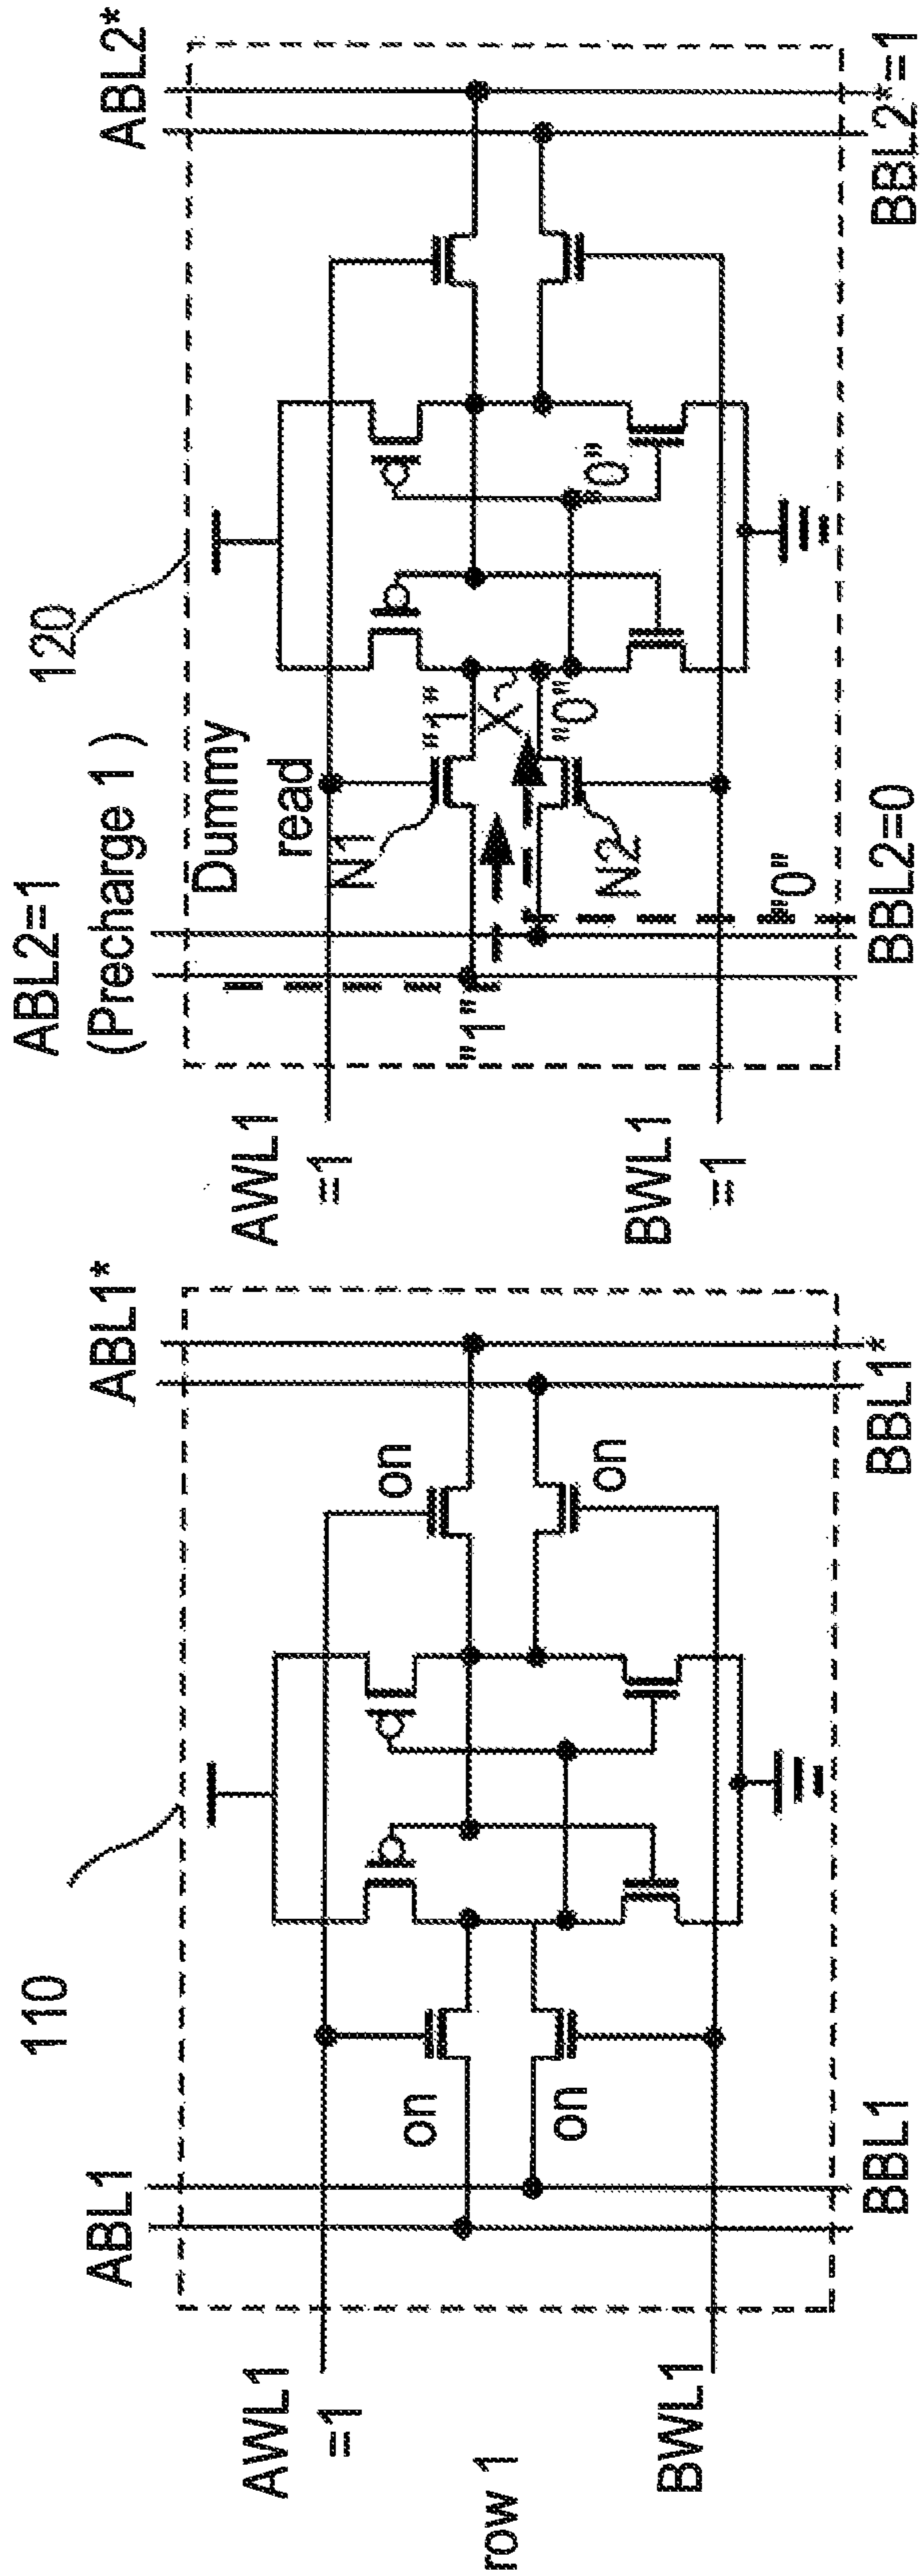 110
ABL1
ABL1*
AWL1
=1
on
on
on
on
row 1
BWL1
BBL1
BBL1*
120
ABL2=1
(Precharge 1 )
ABL2*
AWL1
=1
Dummy
read
N1
"1"
"1"
X
"0"
"0"
N2
"0"
BWL1
=1
BBL2=0
BBL2*=1